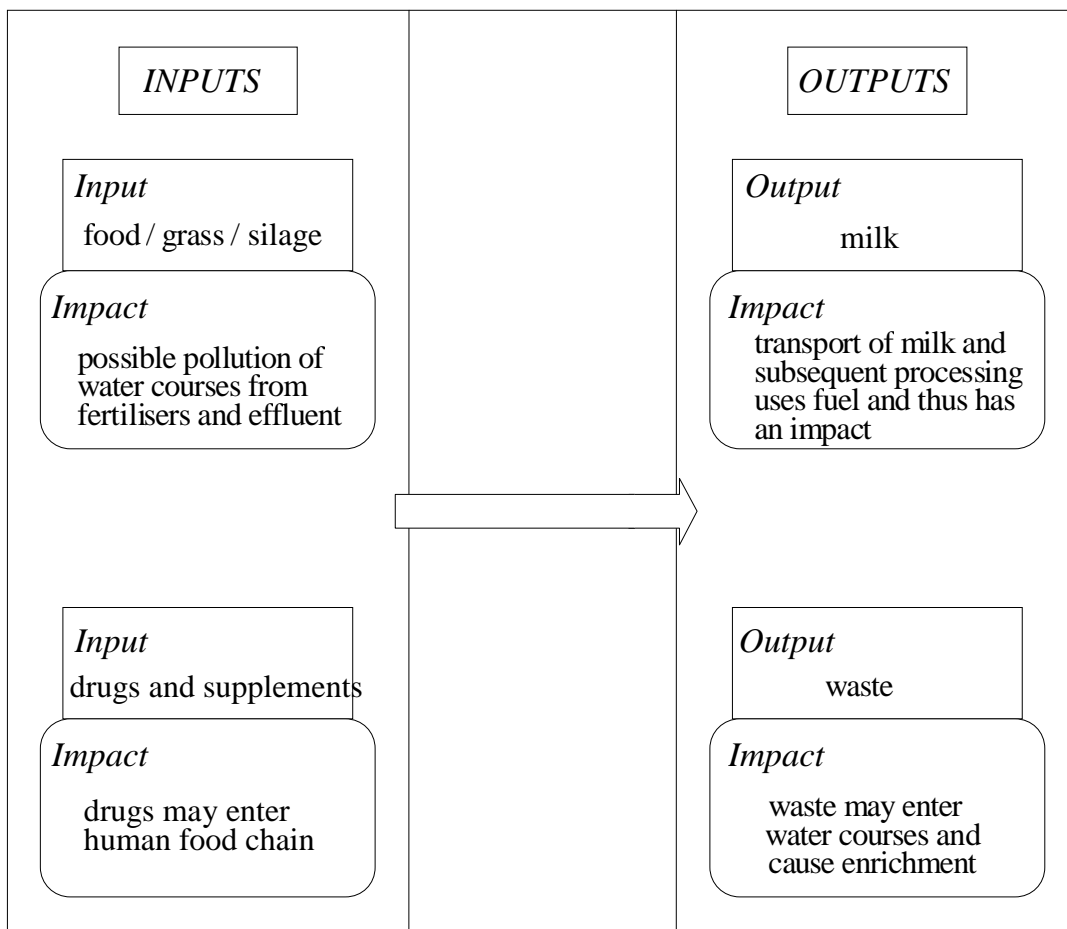 INPUTS
Input
food / grass / silage
Impact
possible pollution of
water courses from
fertilisers and effluent
Input
drugs and supplements
Impact
drugs may enter
human food chain
OUTPUTS
Output
milk
Impact
transport of milk and
subsequent processing
uses fuel and thus has
an impact
Output
waste
Impact
waste may enter
water courses and
cause enrichment